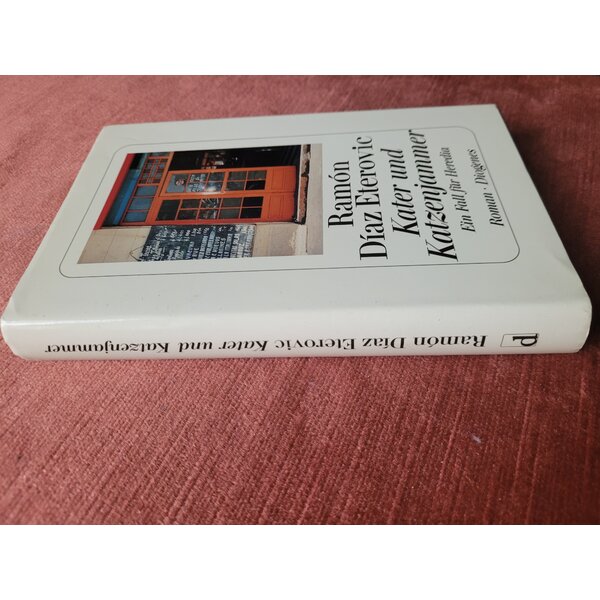 Ramón
Díaz Eterovic
Kater und
Katzenjammer
Ein Fall für Heredia
Roman · Diogenes
Ramón Díaz Eterovic Kater und Katzenjammer
d